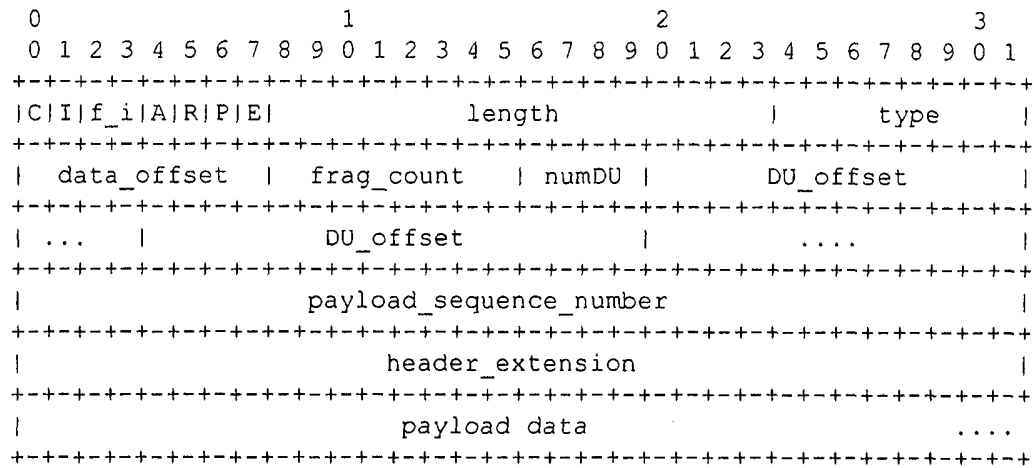 0                   1                   2                   3
 0 1 2 3 4 5 6 7 8 9 0 1 2 3 4 5 6 7 8 9 0 1 2 3 4 5 6 7 8 9 0 1
+-+-+-+-+-+-+-+-+-+-+-+-+-+-+-+-+-+-+-+-+-+-+-+-+-+-+-+-+-+-+-+-+
|C|I|f_i|A|R|P|E|            length             |     type      |
+-+-+-+-+-+-+-+-+-+-+-+-+-+-+-+-+-+-+-+-+-+-+-+-+-+-+-+-+-+-+-+-+
|  data_offset  |  frag_count   | numDU |       DU_offset       |
+-+-+-+-+-+-+-+-+-+-+-+-+-+-+-+-+-+-+-+-+-+-+-+-+-+-+-+-+-+-+-+-+
| ...   |           DU_offset           |         ....          |
+-+-+-+-+-+-+-+-+-+-+-+-+-+-+-+-+-+-+-+-+-+-+-+-+-+-+-+-+-+-+-+-+
|                  payload_sequence_number                      |
+-+-+-+-+-+-+-+-+-+-+-+-+-+-+-+-+-+-+-+-+-+-+-+-+-+-+-+-+-+-+-+-+
|                       header_extension                        |
+-+-+-+-+-+-+-+-+-+-+-+-+-+-+-+-+-+-+-+-+-+-+-+-+-+-+-+-+-+-+-+-+
|                        payload data                       ....
+-+-+-+-+-+-+-+-+-+-+-+-+-+-+-+-+-+-+-+-+-+-+-+-+-+-+-+-+-+-+-+-+